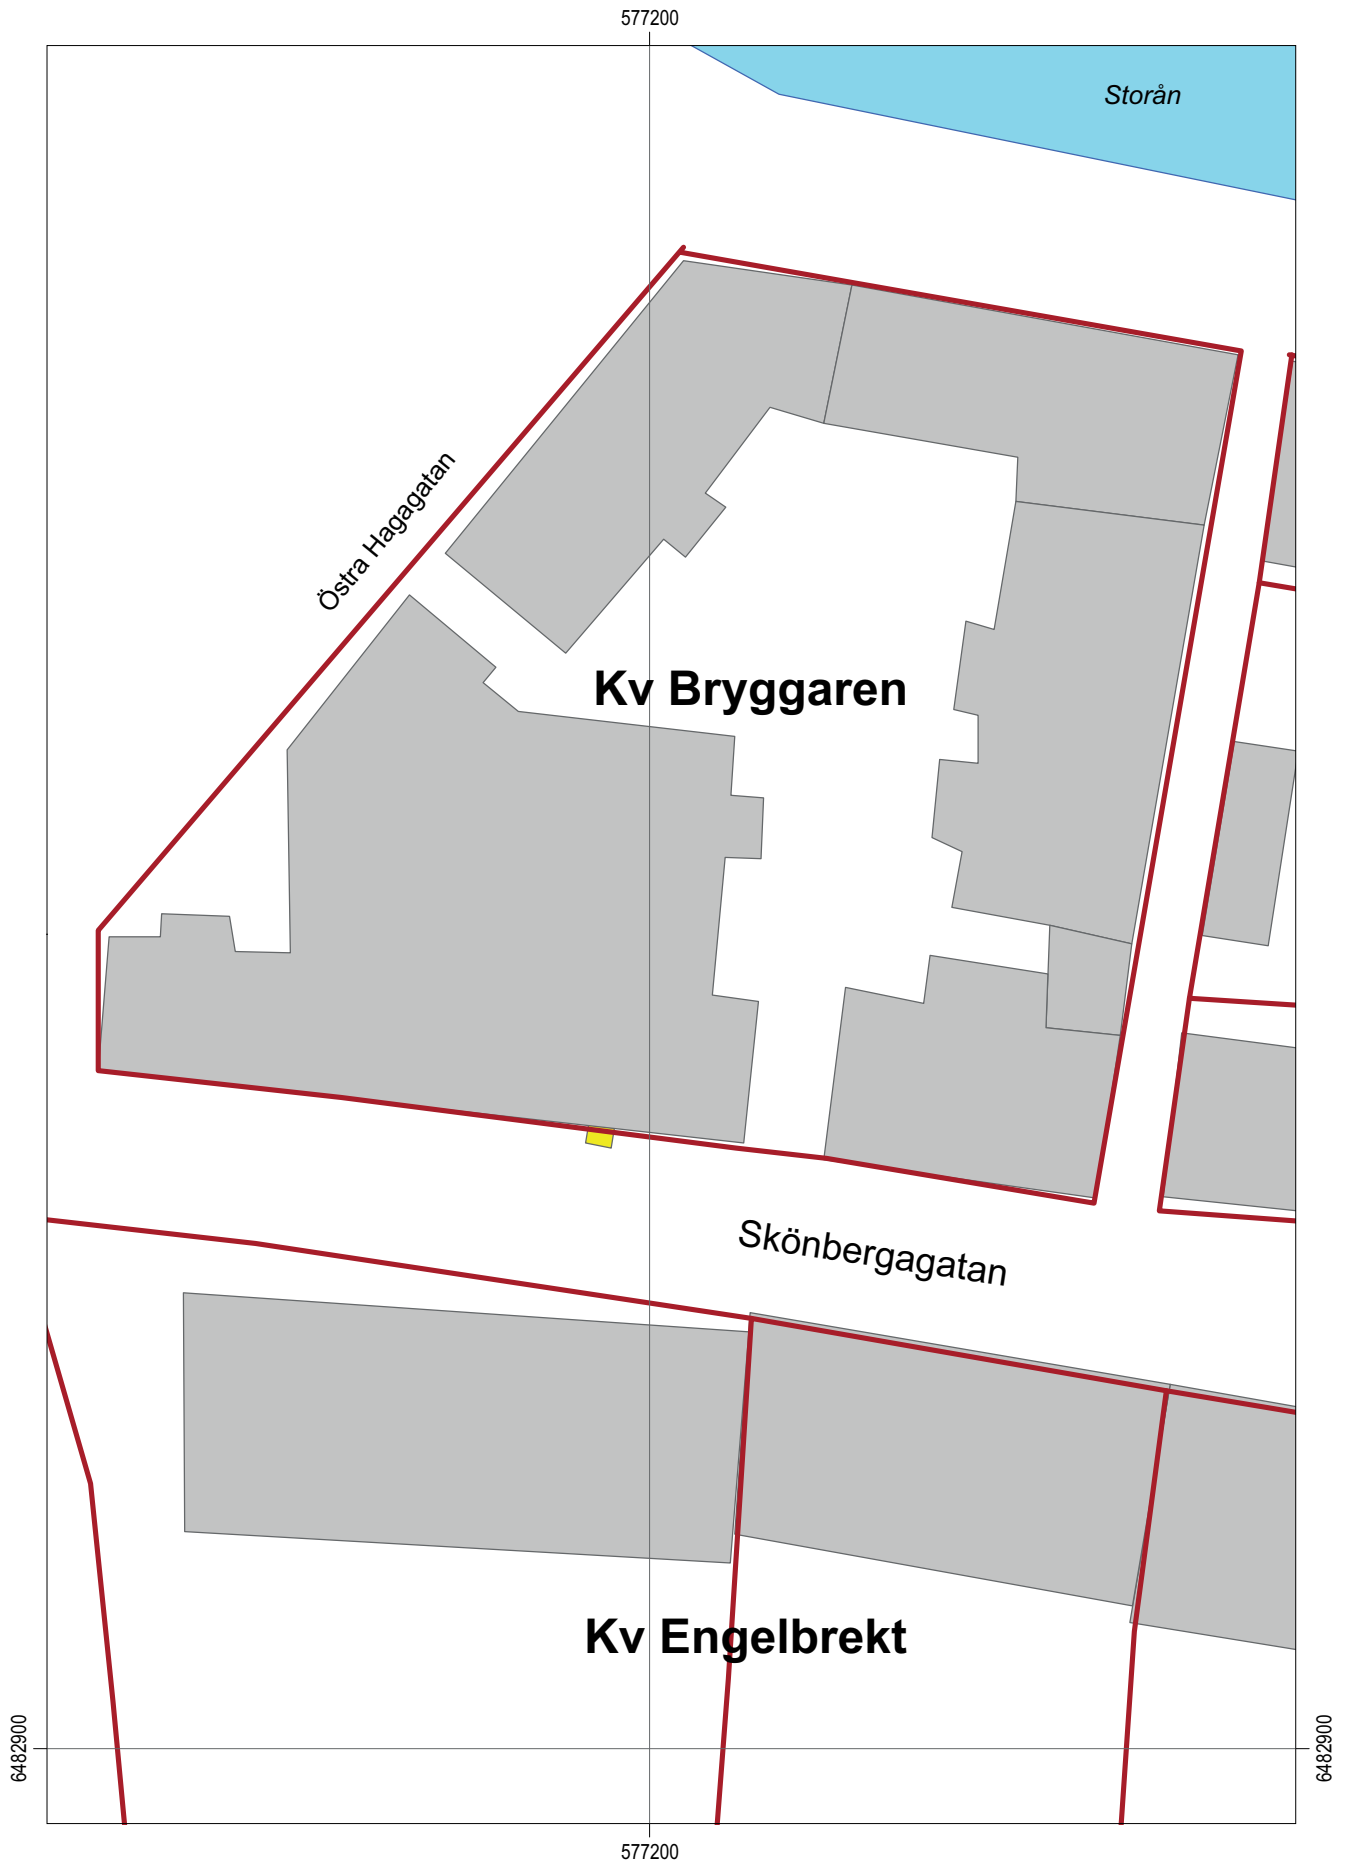 577200
Storån
Östra Hagagatan
Kv Bryggaren
Skönbergagatan
Kv Engelbrekt
6482900
6482900
577200